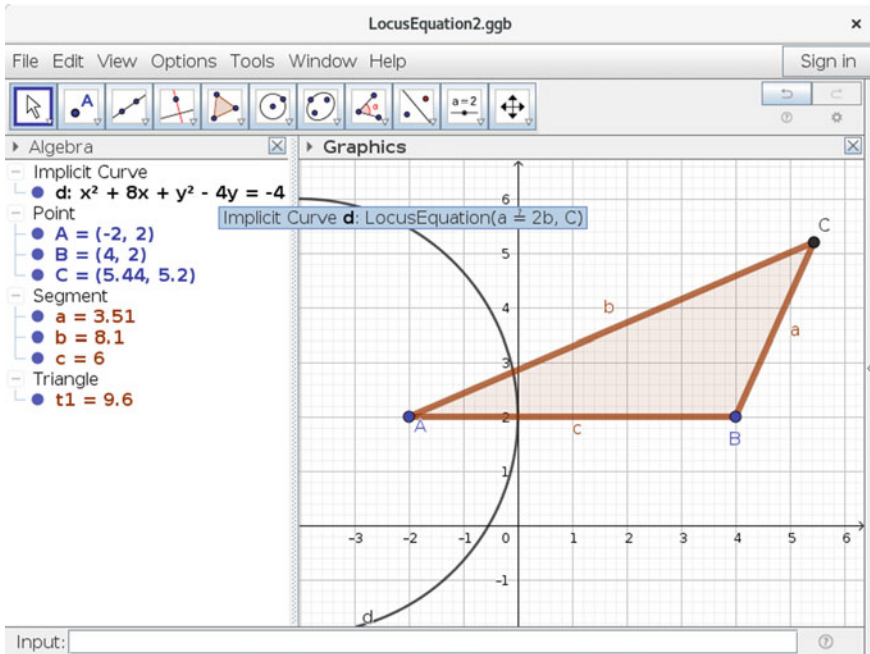 LocusEquation2.ggb ×
File Edit View Options Tools Window Help Sign in
A α a=2
Algebra
Graphics
Implicit Curve
d: x² + 8x + y² - 4y = -4
Implicit Curve d: LocusEquation(a ≟ 2b, C)
Point
A = (-2, 2)
B = (4, 2)
C = (5.44, 5.2)
Segment
a = 3.51
b = 8.1
c = 6
Triangle
t1 = 9.6
6
5
4
3
2
1
-1
-3 -2 -1 0 1 2 3 4 5 6
C
b
a
A
c
B
d
Input: